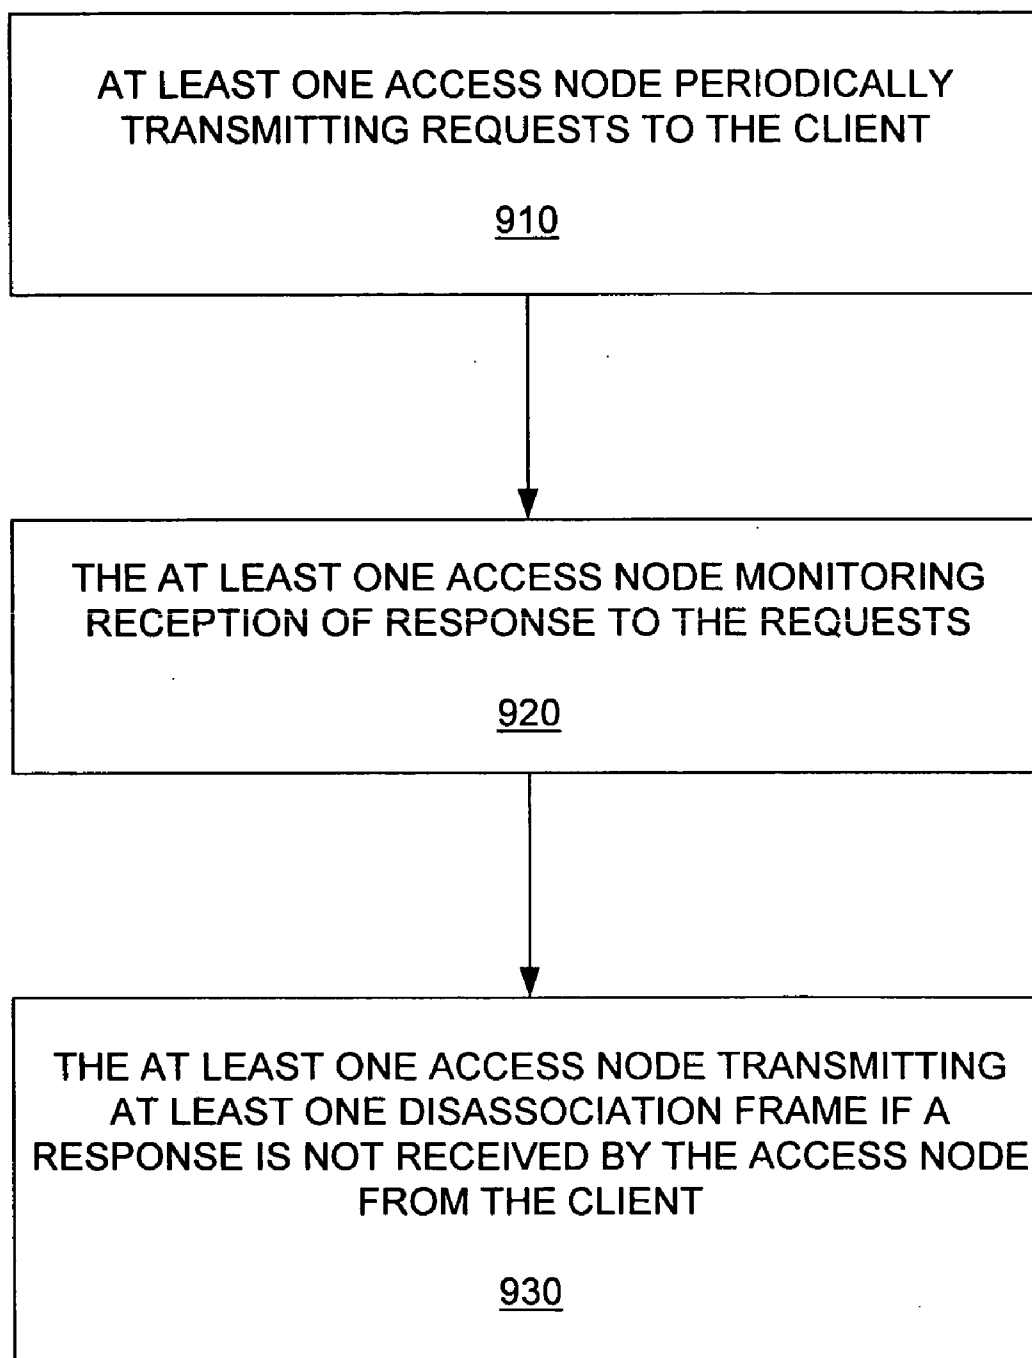 AT LEAST ONE ACCESS NODE PERIODICALLY
TRANSMITTING REQUESTS TO THE CLIENT
910
THE AT LEAST ONE ACCESS NODE MONITORING
RECEPTION OF RESPONSE TO THE REQUESTS
920
THE AT LEAST ONE ACCESS NODE TRANSMITTING
AT LEAST ONE DISASSOCIATION FRAME IF A
RESPONSE IS NOT RECEIVED BY THE ACCESS NODE
FROM THE CLIENT
930